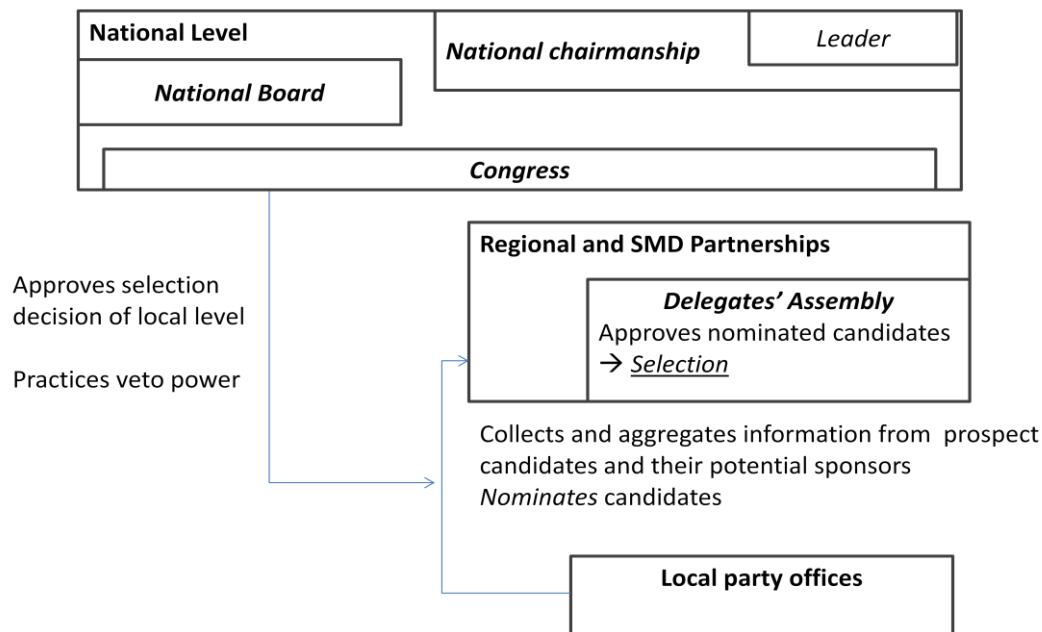 National Level
National chairmanship
Leader
National Board
Congress
Regional and SMD Partnerships
Delegates’ Assembly
Approves nominated candidates
→ Selection
Approves selection
decision of local level
Practices veto power
Collects and aggregates information from prospect
candidates and their potential sponsors
Nominates candidates
Local party offices